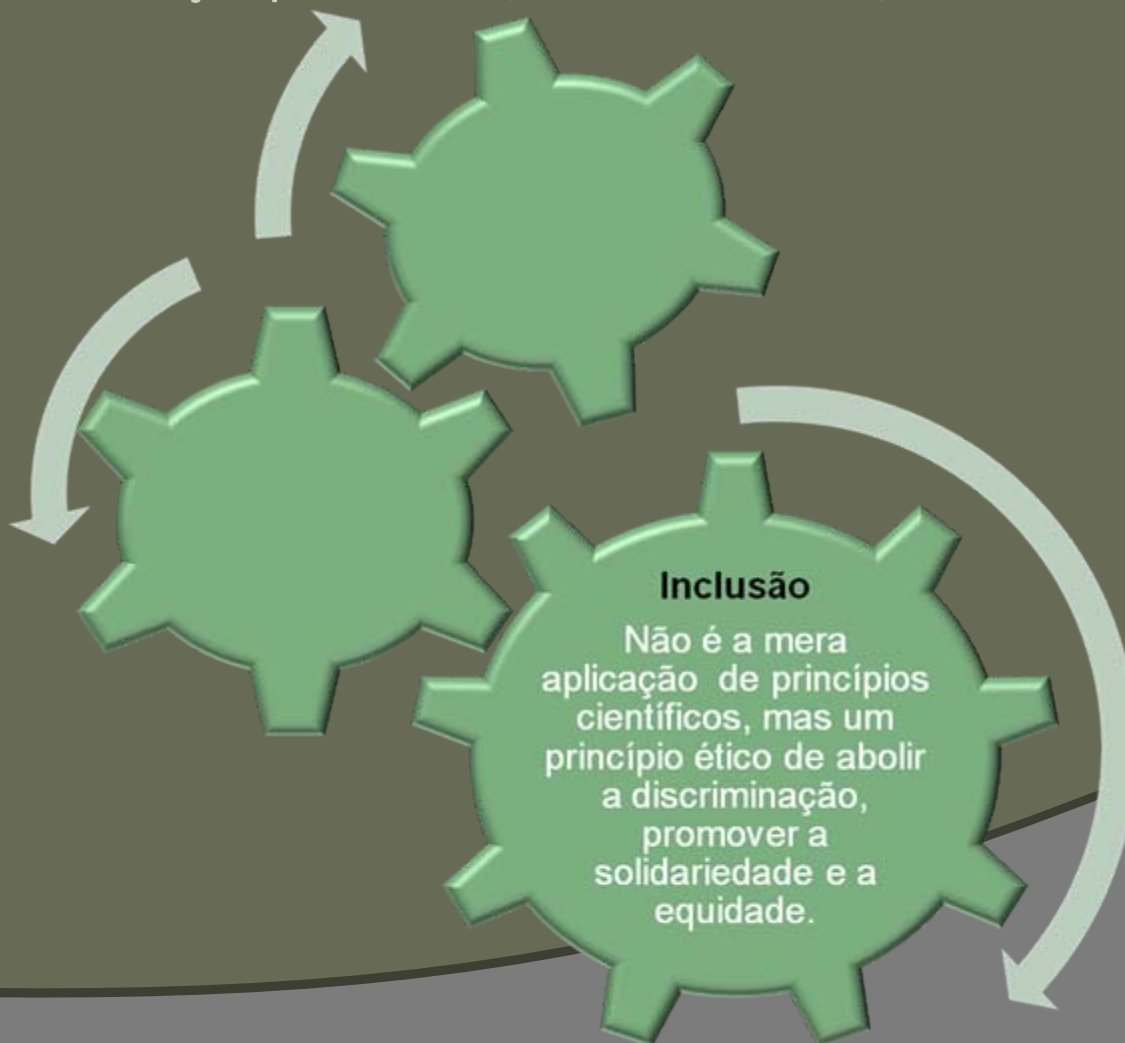 Inclusão
Não é a mera
aplicação de princípios
científicos, mas um
princípio ético de abolir
a discriminação,
promover a
solidariedade e a
equidade.